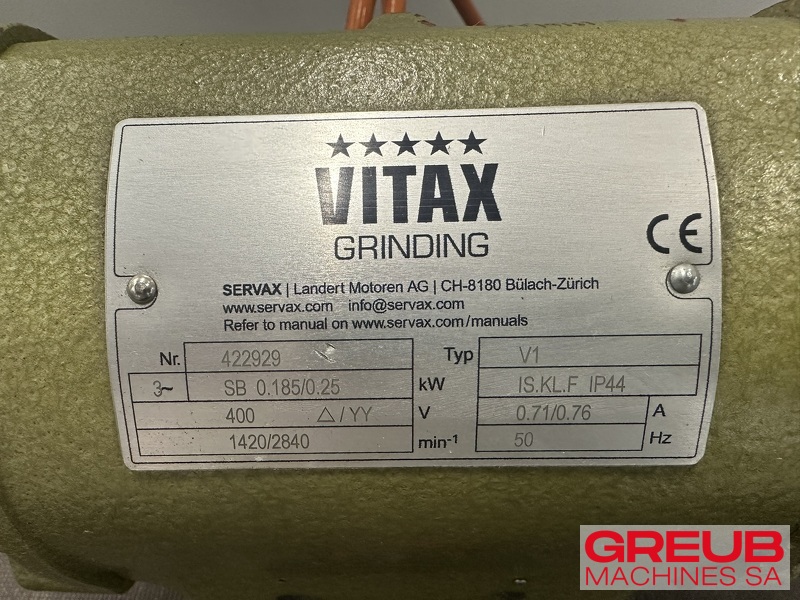 ★★★★★
VITAX
GRINDING
CE
SERVAX | Landert Motoren AG | CH-8180 Bülach-Zürich
www.servax.com info@servax.com
Refer to manual on www.servax.com/manuals
Nr. 422929 Typ V1
3~ SB 0.185/0.25 kW IS.KL.F IP44
400 △/YY V 0.71/0.76 A
1420/2840 min-1 50 Hz
GREUB
MACHINES SA